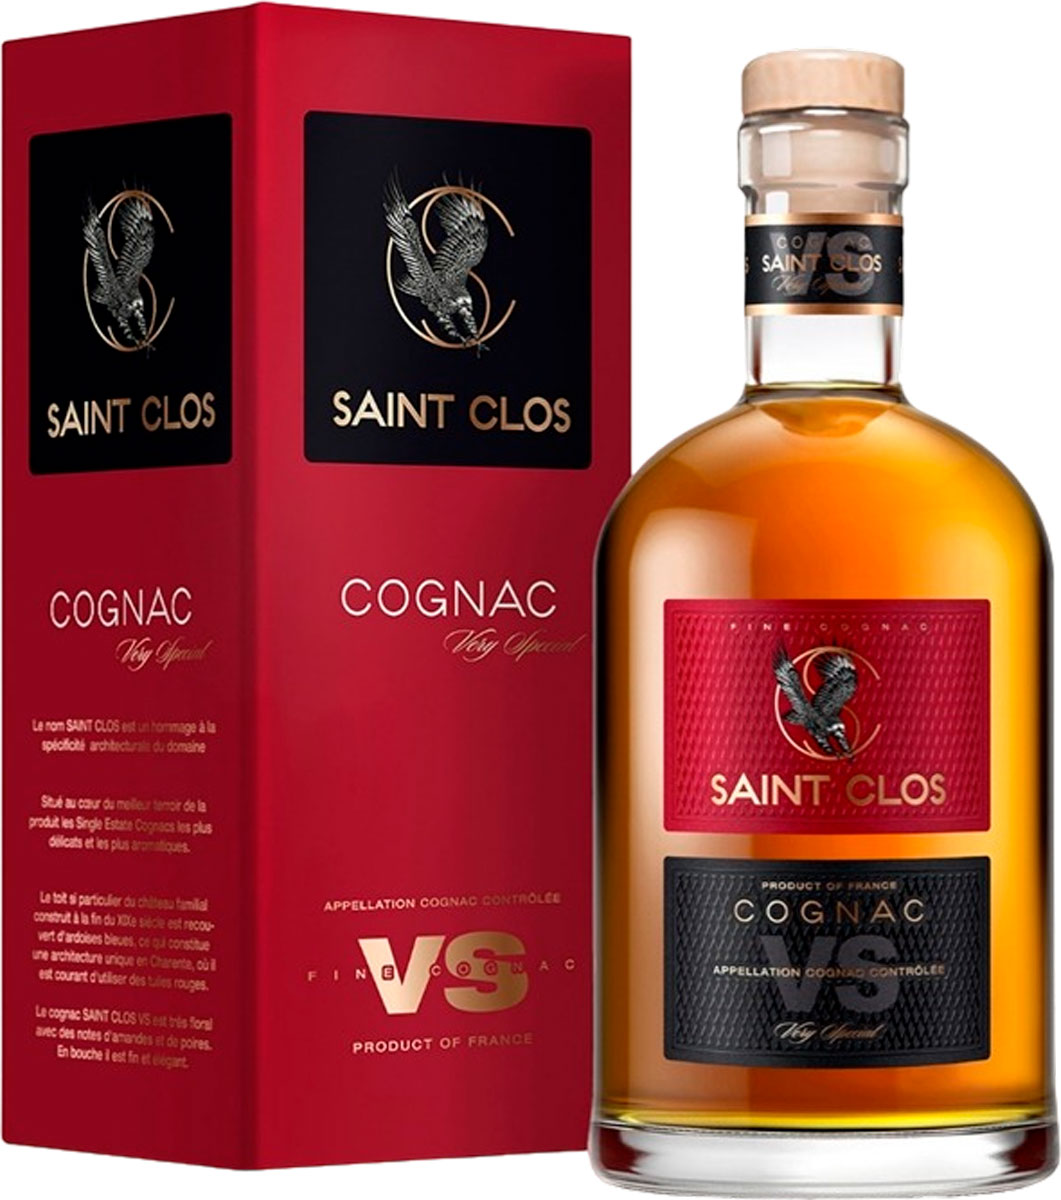 SAINT CLOS
COGNAC
Very Special
Le nom SAINT CLOS est un hommage à la
spécificité architecturale du domaine
Situé au cœur du meilleur terroir de la
produit les Single Estate Cognacs les plus
délicats et les plus aromatiques.
Le toit si particulier du château familial
construit à la fin du XIXe siècle est recou-
vert d'ardoises bleues, ce qui constitue
une architecture unique en Charente, où il
est courant d'utiliser des tuiles rouges.
Le cognac SAINT CLOS VS est très floral
avec des notes d'amandes et de poires.
En bouche il est fin et élégant.
SAINT CLOS
COGNAC
Very Special
APPELLATION COGNAC CONTRÔLÉE
VS
FINE COGNAC
PRODUCT OF FRANCE
COGNAC
VS
SAINT CLOS
Very Special
FINE COGNAC
SAINT CLOS
PRODUCT OF FRANCE
COGNAC
VS
APPELLATION COGNAC CONTRÔLÉE
Very Special